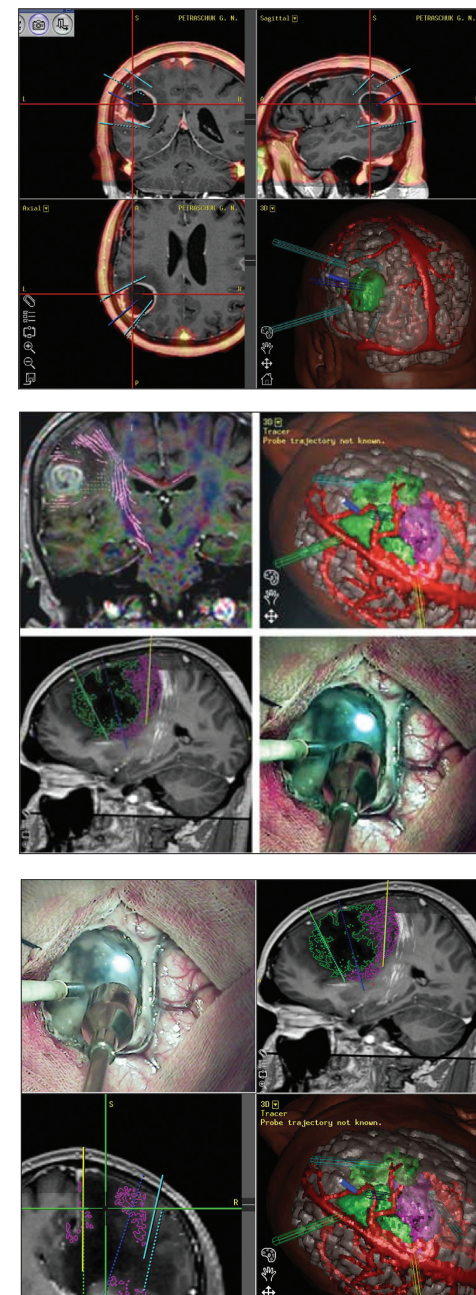 S
PETRASCHUK G. N.
L
R
I
Sagittal
S
PETRASCHUK G. N.
A
I
Axial
A
PETRASCHUK G. N.
L
R
P
3D
3D
Tracer
Probe trajectory not known.
S
R
3D
Tracer
Probe trajectory not known.